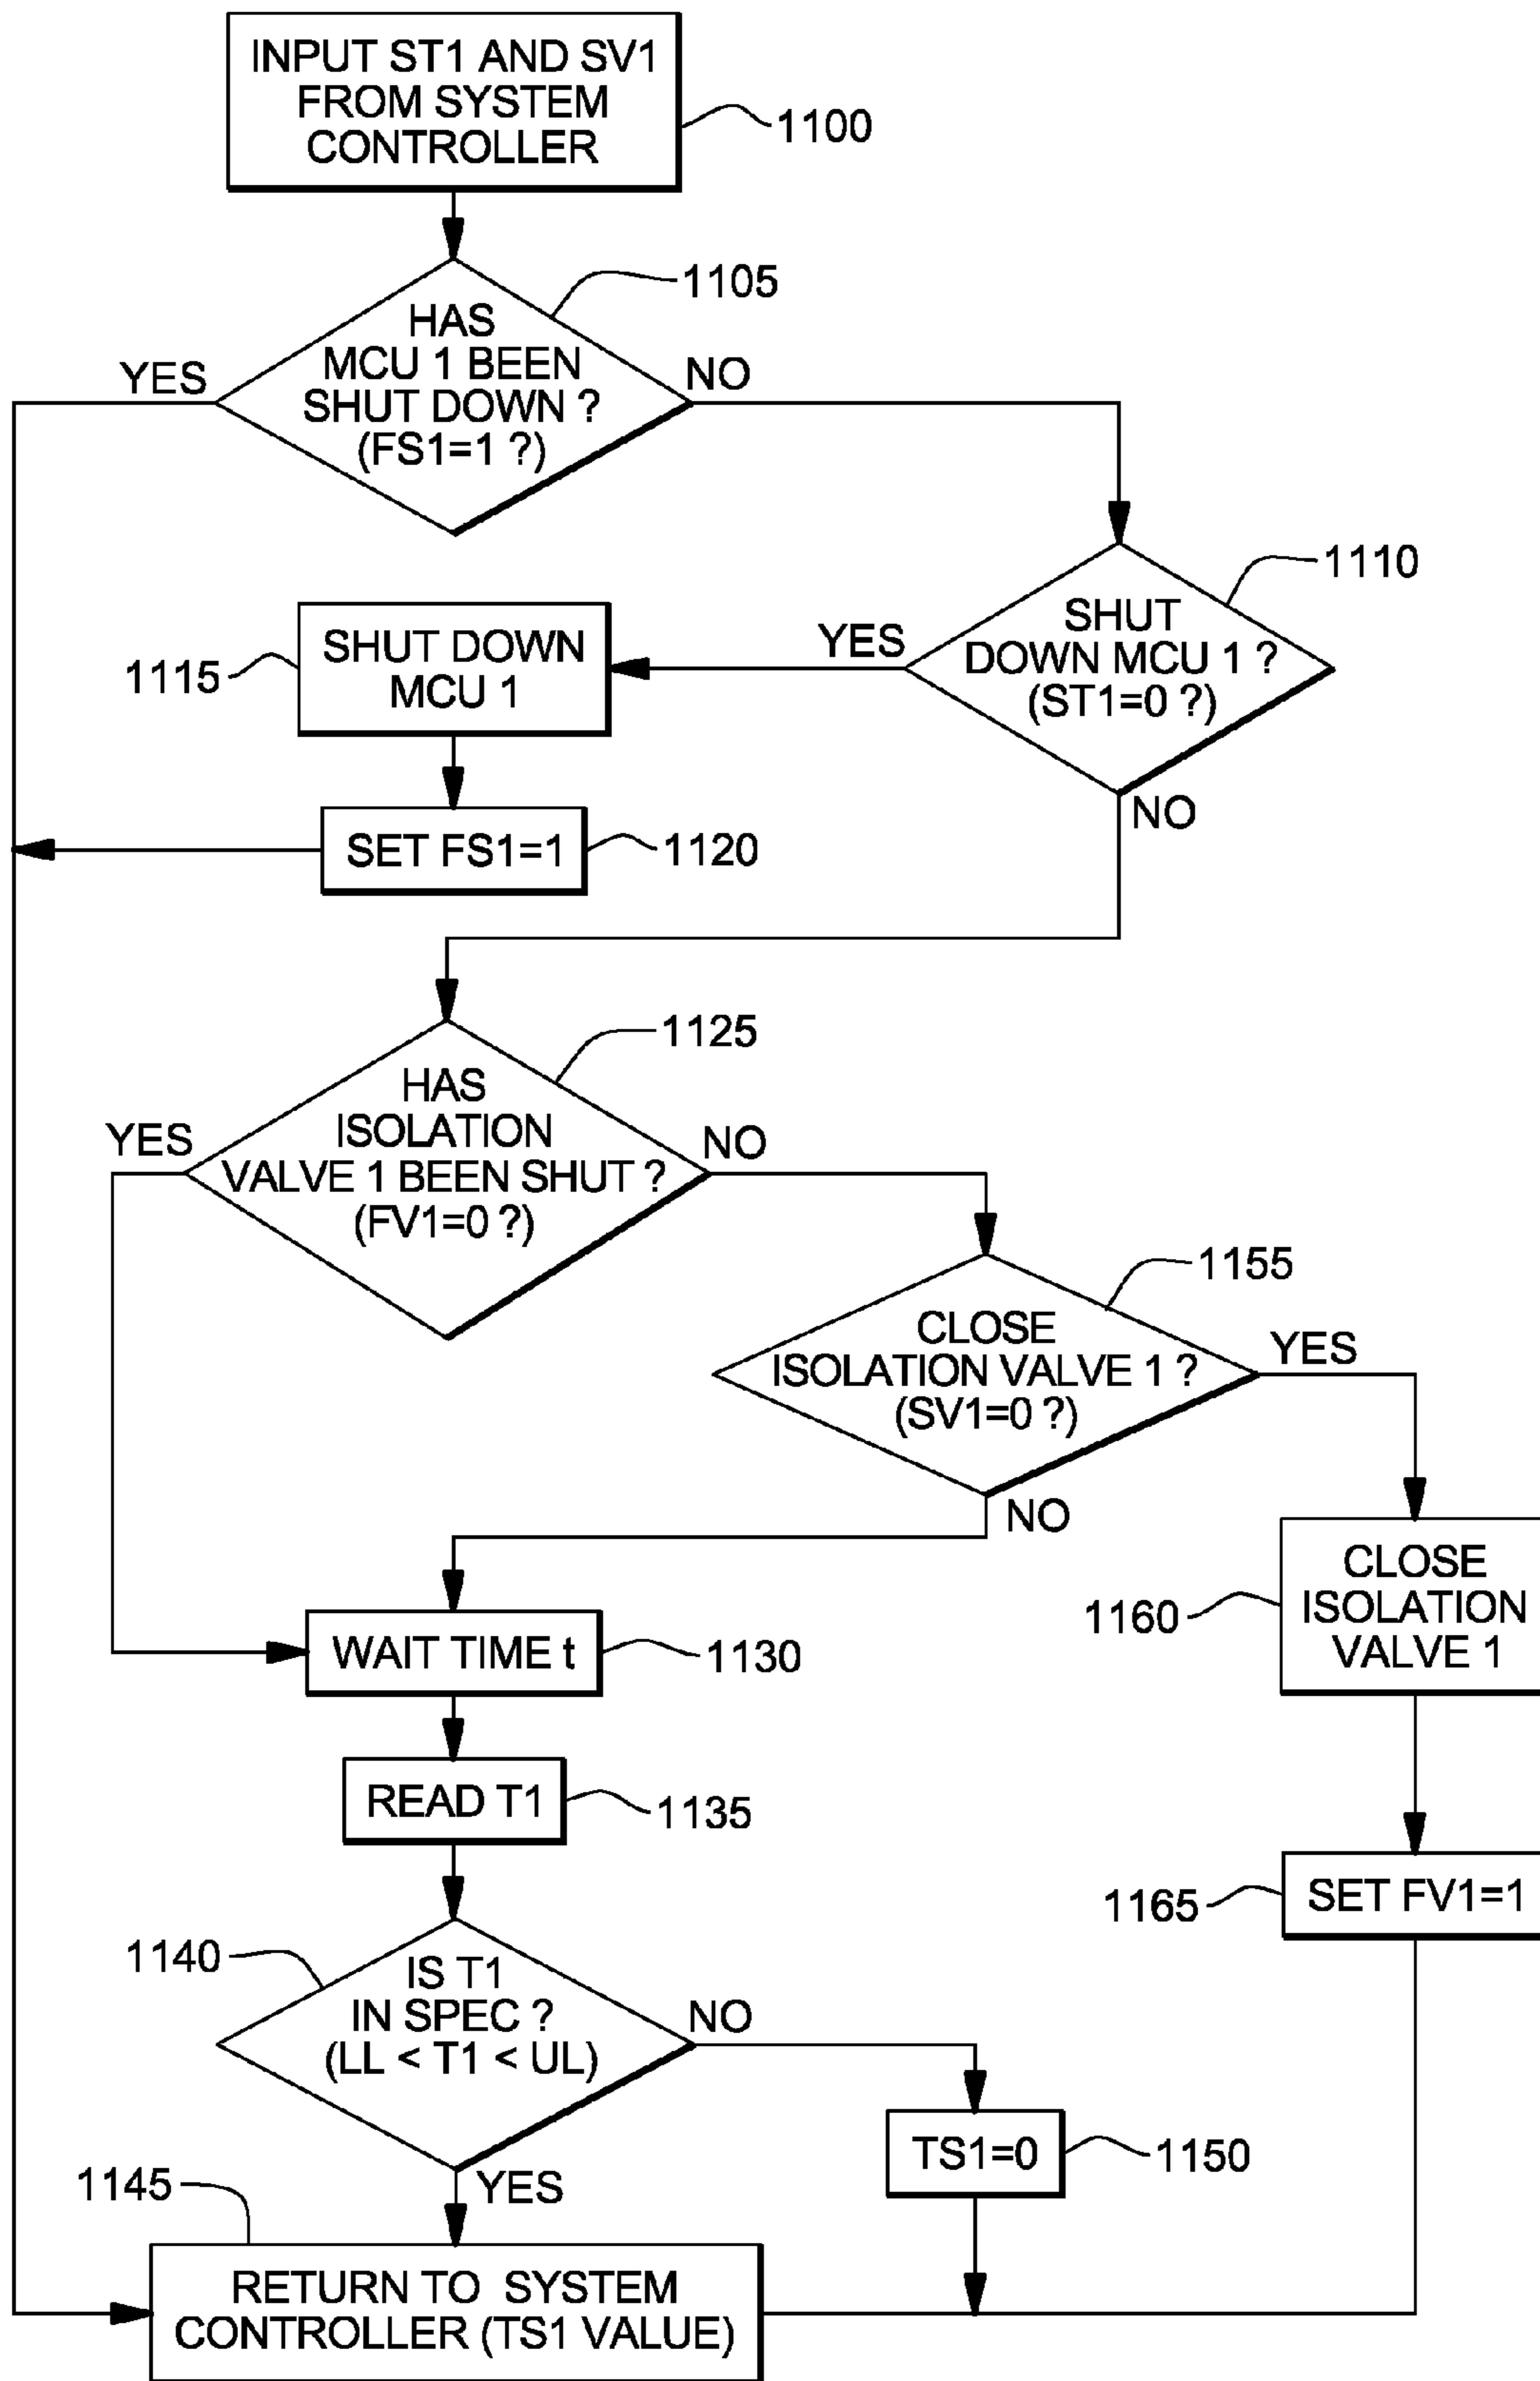 INPUT ST1 AND SV1
FROM SYSTEM
CONTROLLER
1100
1105
HAS
MCU 1 BEEN
SHUT DOWN ?
(FS1=1 ?)
YES
NO
1110
SHUT
DOWN MCU 1 ?
(ST1=0 ?)
YES
NO
SHUT DOWN
MCU 1
1115
SET FS1=1
1120
1125
HAS
ISOLATION
VALVE 1 BEEN SHUT ?
(FV1=0 ?)
YES
NO
1155
CLOSE
ISOLATION VALVE 1 ?
(SV1=0 ?)
YES
NO
CLOSE
ISOLATION
VALVE 1
1160
WAIT TIME t
1130
READ T1
1135
SET FV1=1
1165
1140
IS T1
IN SPEC ?
(LL < T1 < UL)
NO
YES
TS1=0
1150
1145
RETURN TO SYSTEM
CONTROLLER (TS1 VALUE)